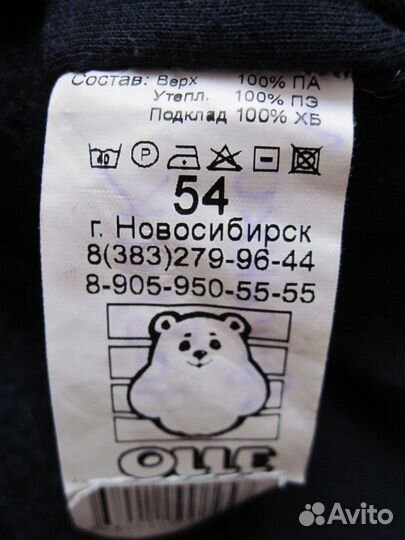 Состав: Верх 100% ПА
Утепл. 100% ПЭ
Подклад 100% ХБ
40 P
54
г. Новосибирск
8(383)279-96-44
8-905-950-55-55
OLLE
Avito